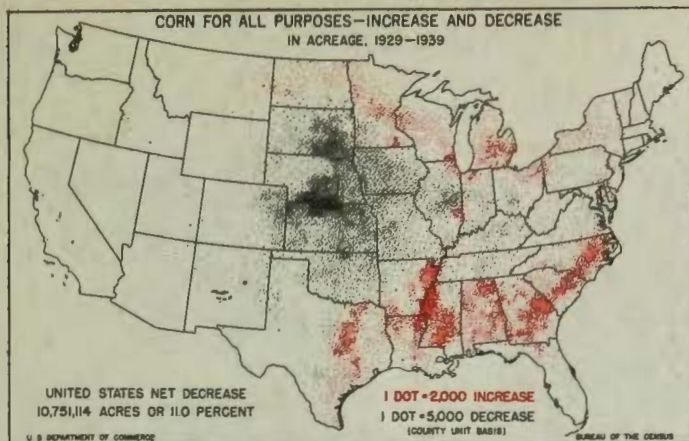 CORN FOR ALL PURPOSES—INCREASE AND DECREASE
IN ACREAGE, 1929—1939
UNITED STATES NET DECREASE
10,751,114 ACRES OR 11.0 PERCENT
1 DOT = 2,000 INCREASE
1 DOT = 5,000 DECREASE
(COUNTY UNIT BASIS)
U S DEPARTMENT OF COMMERCE
BUREAU OF THE CENSUS